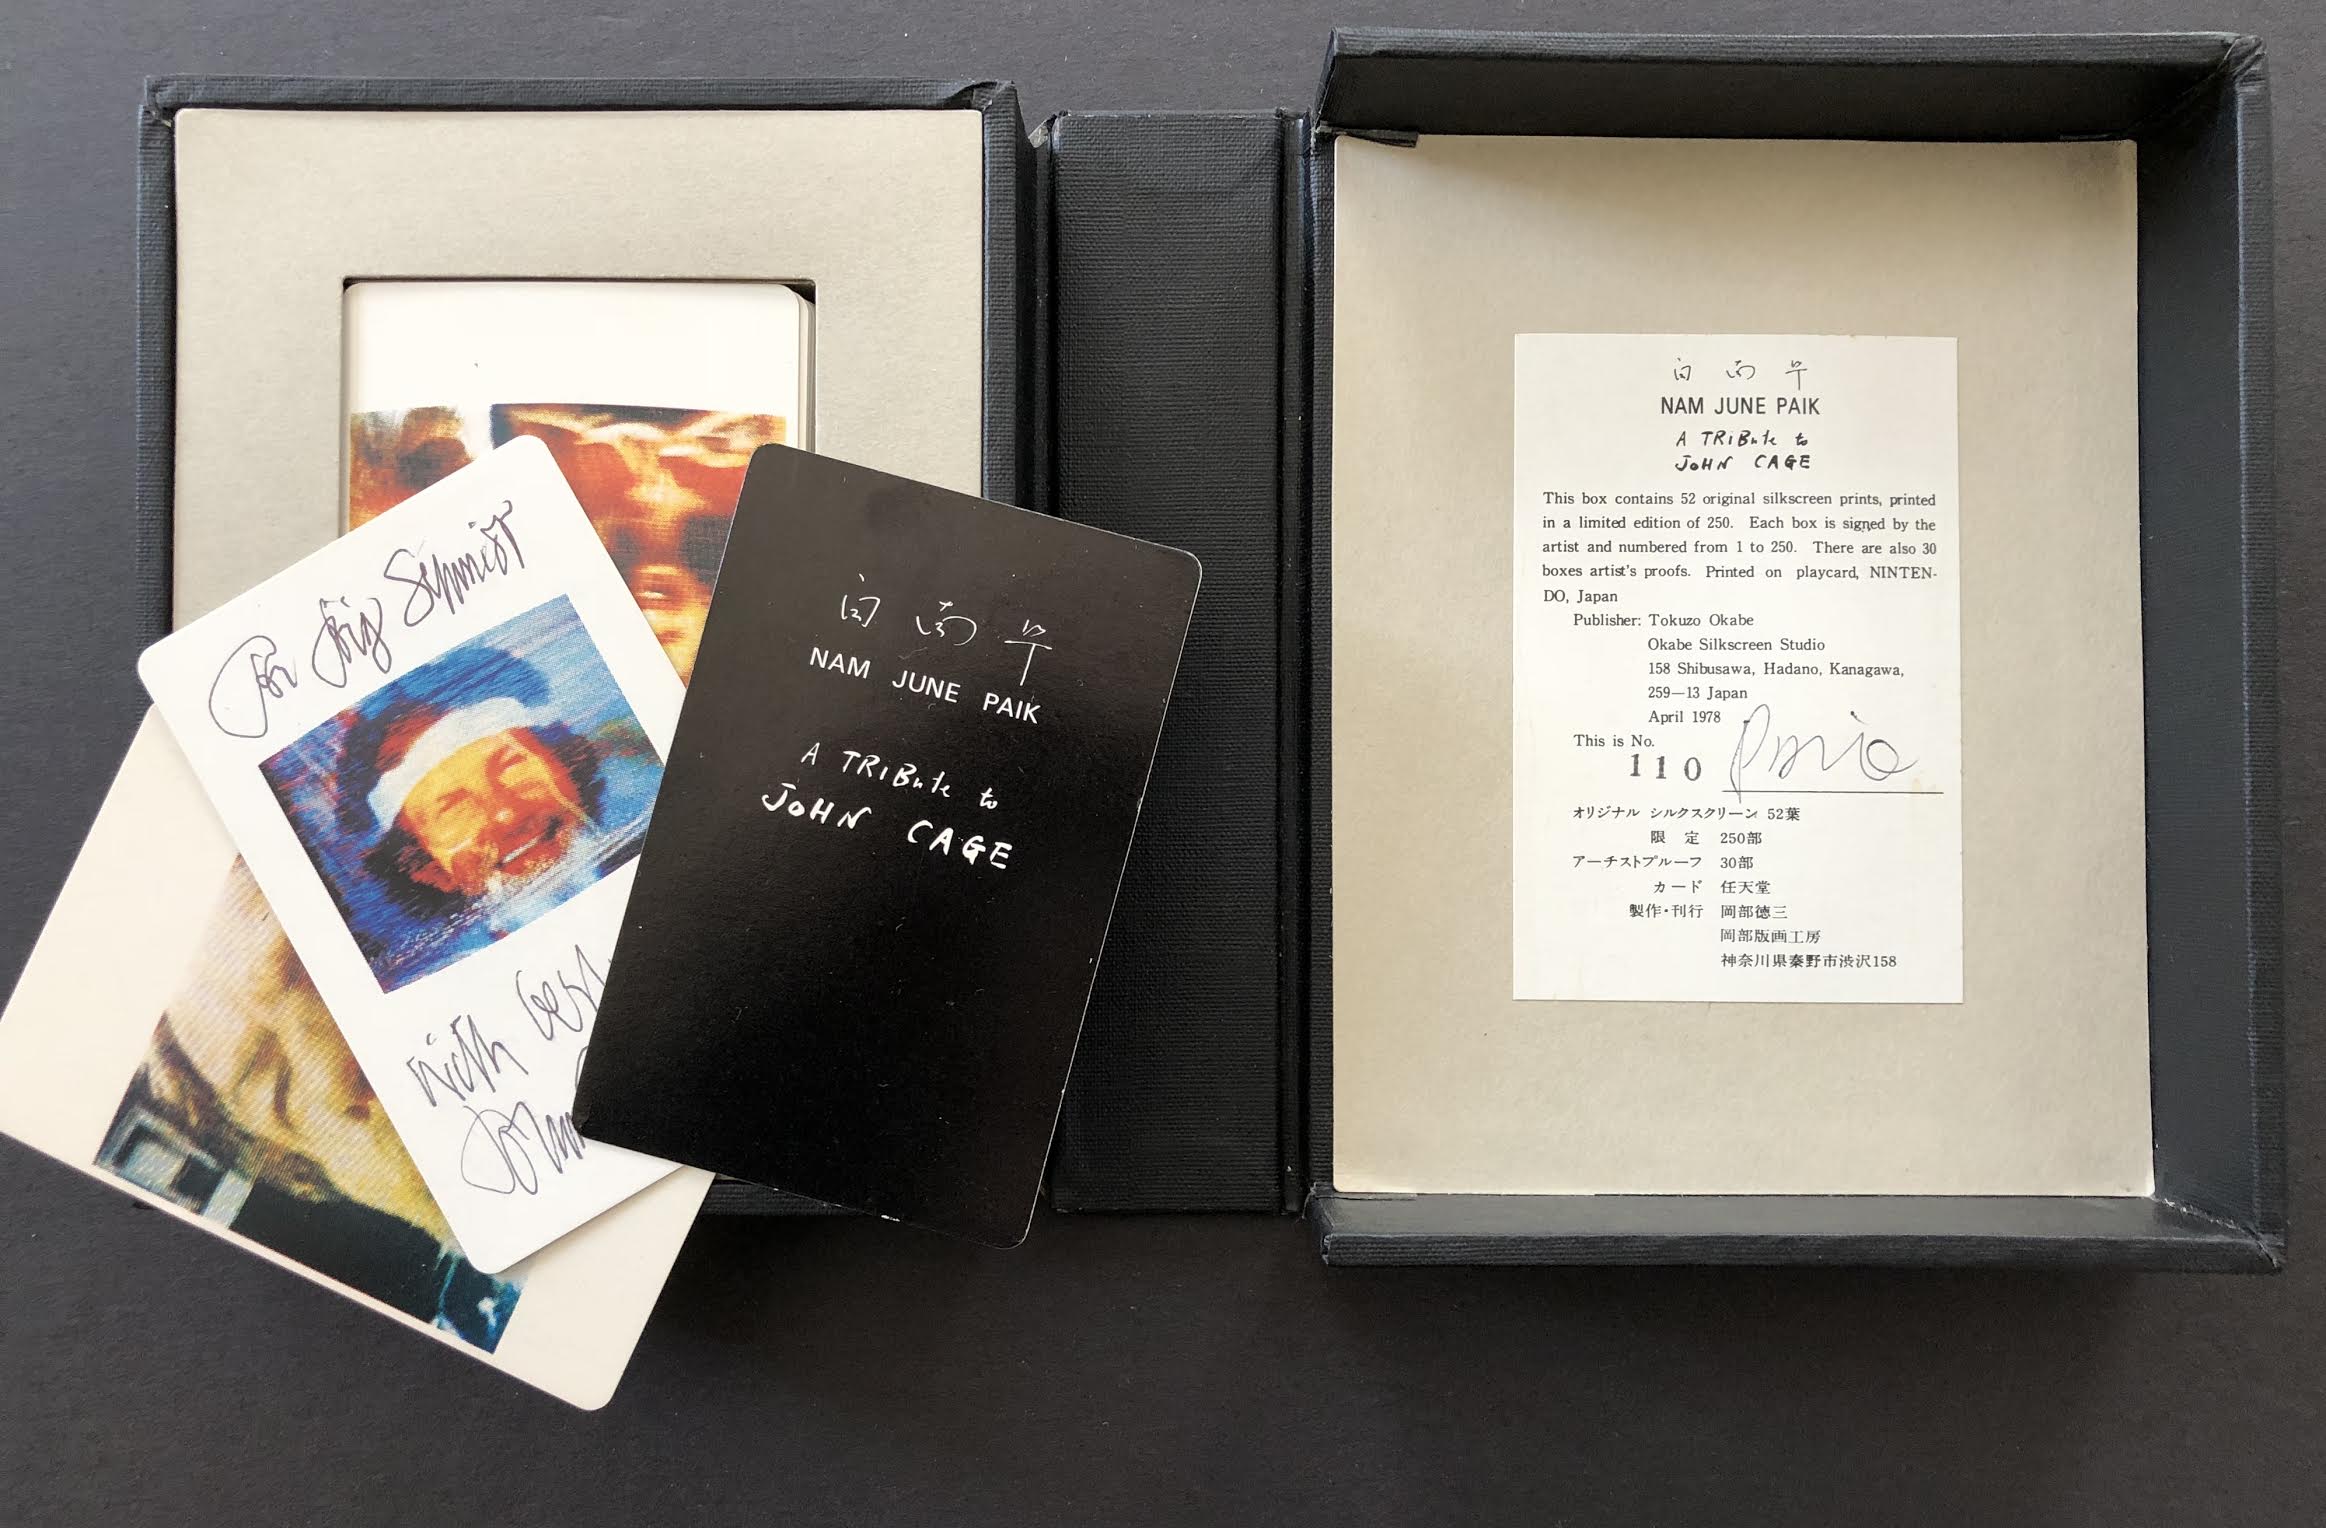 For Jörg Schmidt
With best
白 南 準
NAM JUNE PAIK
A TRiBute to
JOHN CAGE
白 南 準
NAM JUNE PAIK
A TRiBute to
JOHN CAGE
This box contains 52 original silkscreen prints, printed
in a limited edition of 250. Each box is signed by the
artist and numbered from 1 to 250. There are also 30
boxes artist's proofs. Printed on playcard, NINTEN-
DO, Japan
Publisher: Tokuzo Okabe
Okabe Silkscreen Studio
158 Shibusawa, Hadano, Kanagawa,
259—13 Japan
April 1978
This is No.
110 Paik
オリジナル シルクスクリーン 52葉
限 定 250部
アーチストプルーフ 30部
カード 任天堂
製作・刊行 岡部徳三
岡部版画工房
神奈川県秦野市渋沢158